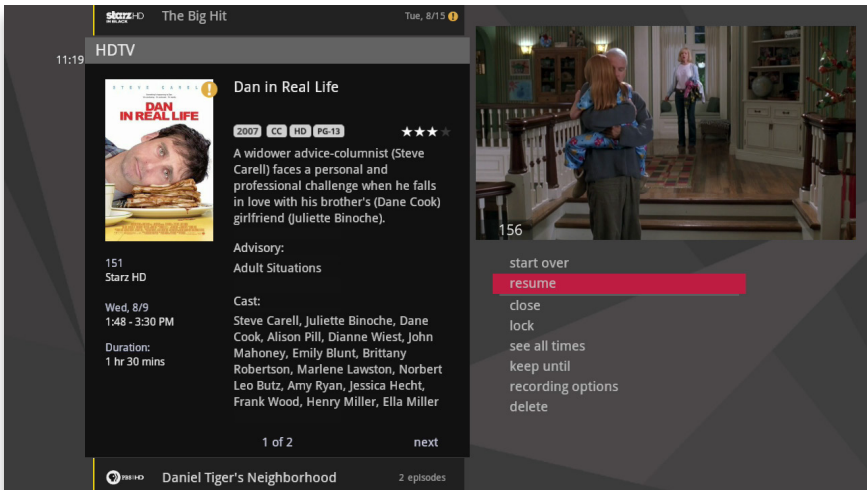 starz HD
IN BLACK
The Big Hit
Tue, 8/15
11:19
HDTV
STEVE CAREL
DAN
IN REAL LIFE
Dan in Real Life
2007 CC HD PG-13
A widower advice-columnist (Steve
Carell) faces a personal and
professional challenge when he falls
in love with his brother's (Dane Cook)
girlfriend (Juliette Binoche).
Advisory:
Adult Situations
Cast:
Steve Carell, Juliette Binoche, Dane
Cook, Alison Pill, Dianne Wiest, John
Mahoney, Emily Blunt, Brittany
Robertson, Marlene Lawston, Norbert
Leo Butz, Amy Ryan, Jessica Hecht,
Frank Wood, Henry Miller, Ella Miller
151
Starz HD
Wed, 8/9
1:48 - 3:30 PM
Duration:
1 hr 30 mins
1 of 2
next
PBS HD
Daniel Tiger's Neighborhood
2 episodes
156
start over
resume
close
lock
see all times
keep until
recording options
delete